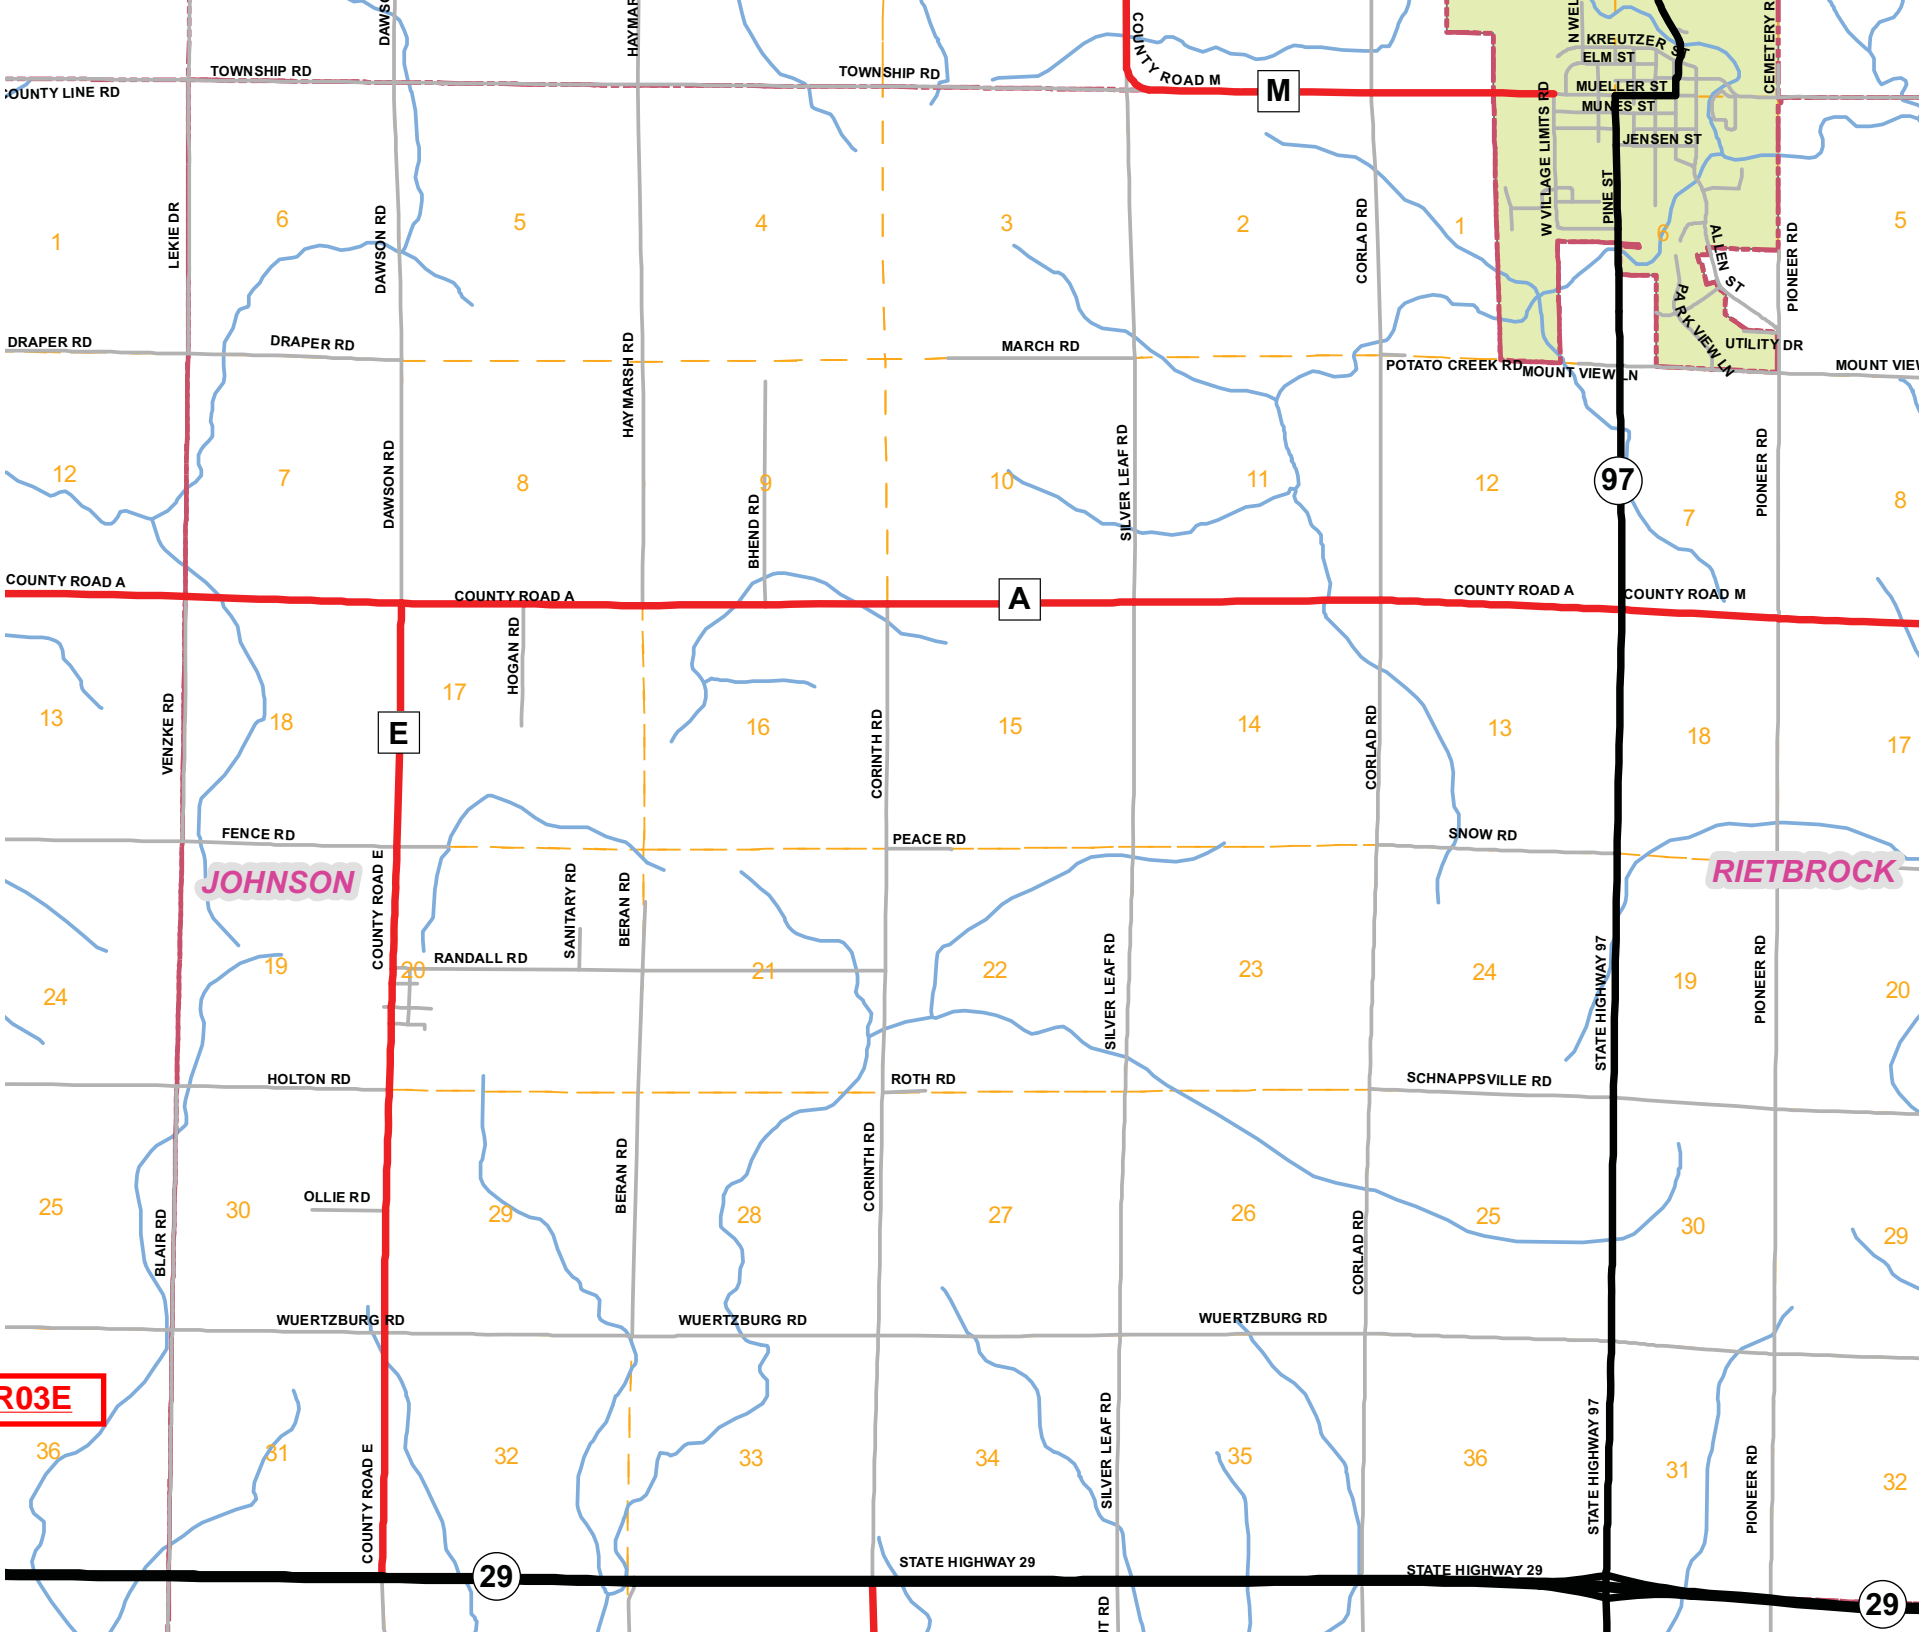 DAWSO
HAYMAR
COUNTY ROAD M
N WEL
KREUTZER ST
ELM ST
CEMETERY R
TOWNSHIP RD
TOWNSHIP RD
M
MUELLER ST
OUNTY LINE RD
MUNES ST
JENSEN ST
W VILLAGE LIMITS RD
PINE ST
LEKIE DR
DAWSON RD
CORLAD RD
1
6
5
4
3
2
1
6
5
ALLEN ST
PIONEER RD
PARK VIEW LN
UTILITY DR
DRAPER RD
DRAPER RD
HAYMARSH RD
MARCH RD
POTATO CREEK RD
MOUNT VIEW LN
MOUNT VIEW
12
7
DAWSON RD
8
9
BHEND RD
10
SILVER LEAF RD
11
12
97
7
PIONEER RD
8
COUNTY ROAD A
COUNTY ROAD A
A
COUNTY ROAD A
COUNTY ROAD M
HOGAN RD
13
VENZKE RD
18
E
17
16
CORINTH RD
15
14
CORLAD RD
13
18
17
FENCE RD
PEACE RD
SNOW RD
JOHNSON
RIETBROCK
COUNTY ROAD E
SANITARY RD
BERAN RD
RANDALL RD
SILVER LEAF RD
STATE HIGHWAY 97
PIONEER RD
24
19
20
21
22
23
24
19
20
HOLTON RD
ROTH RD
SCHNAPPSVILLE RD
OLLIE RD
BERAN RD
CORINTH RD
25
BLAIR RD
30
29
28
27
26
CORLAD RD
25
30
29
WUERTZBURG RD
WUERTZBURG RD
WUERTZBURG RD
R03E
36
31
COUNTY ROAD E
32
33
34
SILVER LEAF RD
35
36
STATE HIGHWAY 97
31
PIONEER RD
32
29
STATE HIGHWAY 29
STATE HIGHWAY 29
29
UT RD